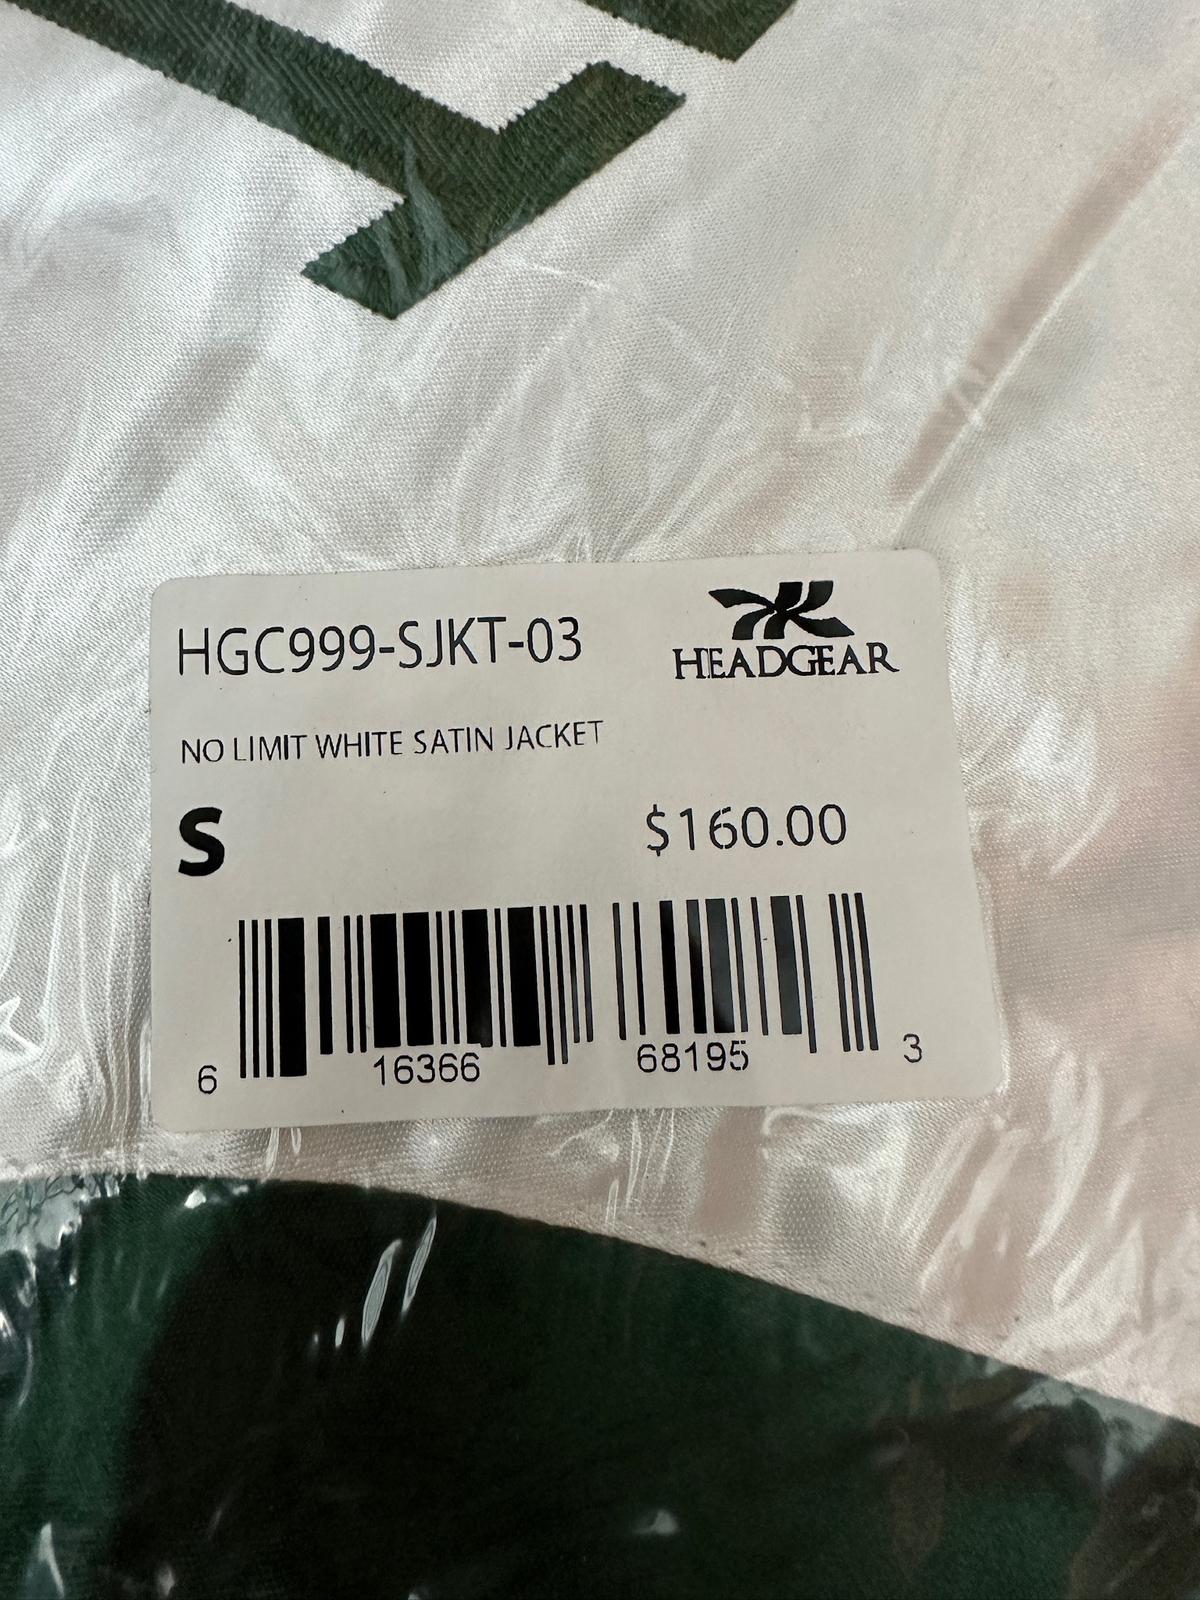 HGC999-SJKT-03
HEADGEAR
NO LIMIT WHITE SATIN JACKET
S
$160.00
6 16366 68195 3